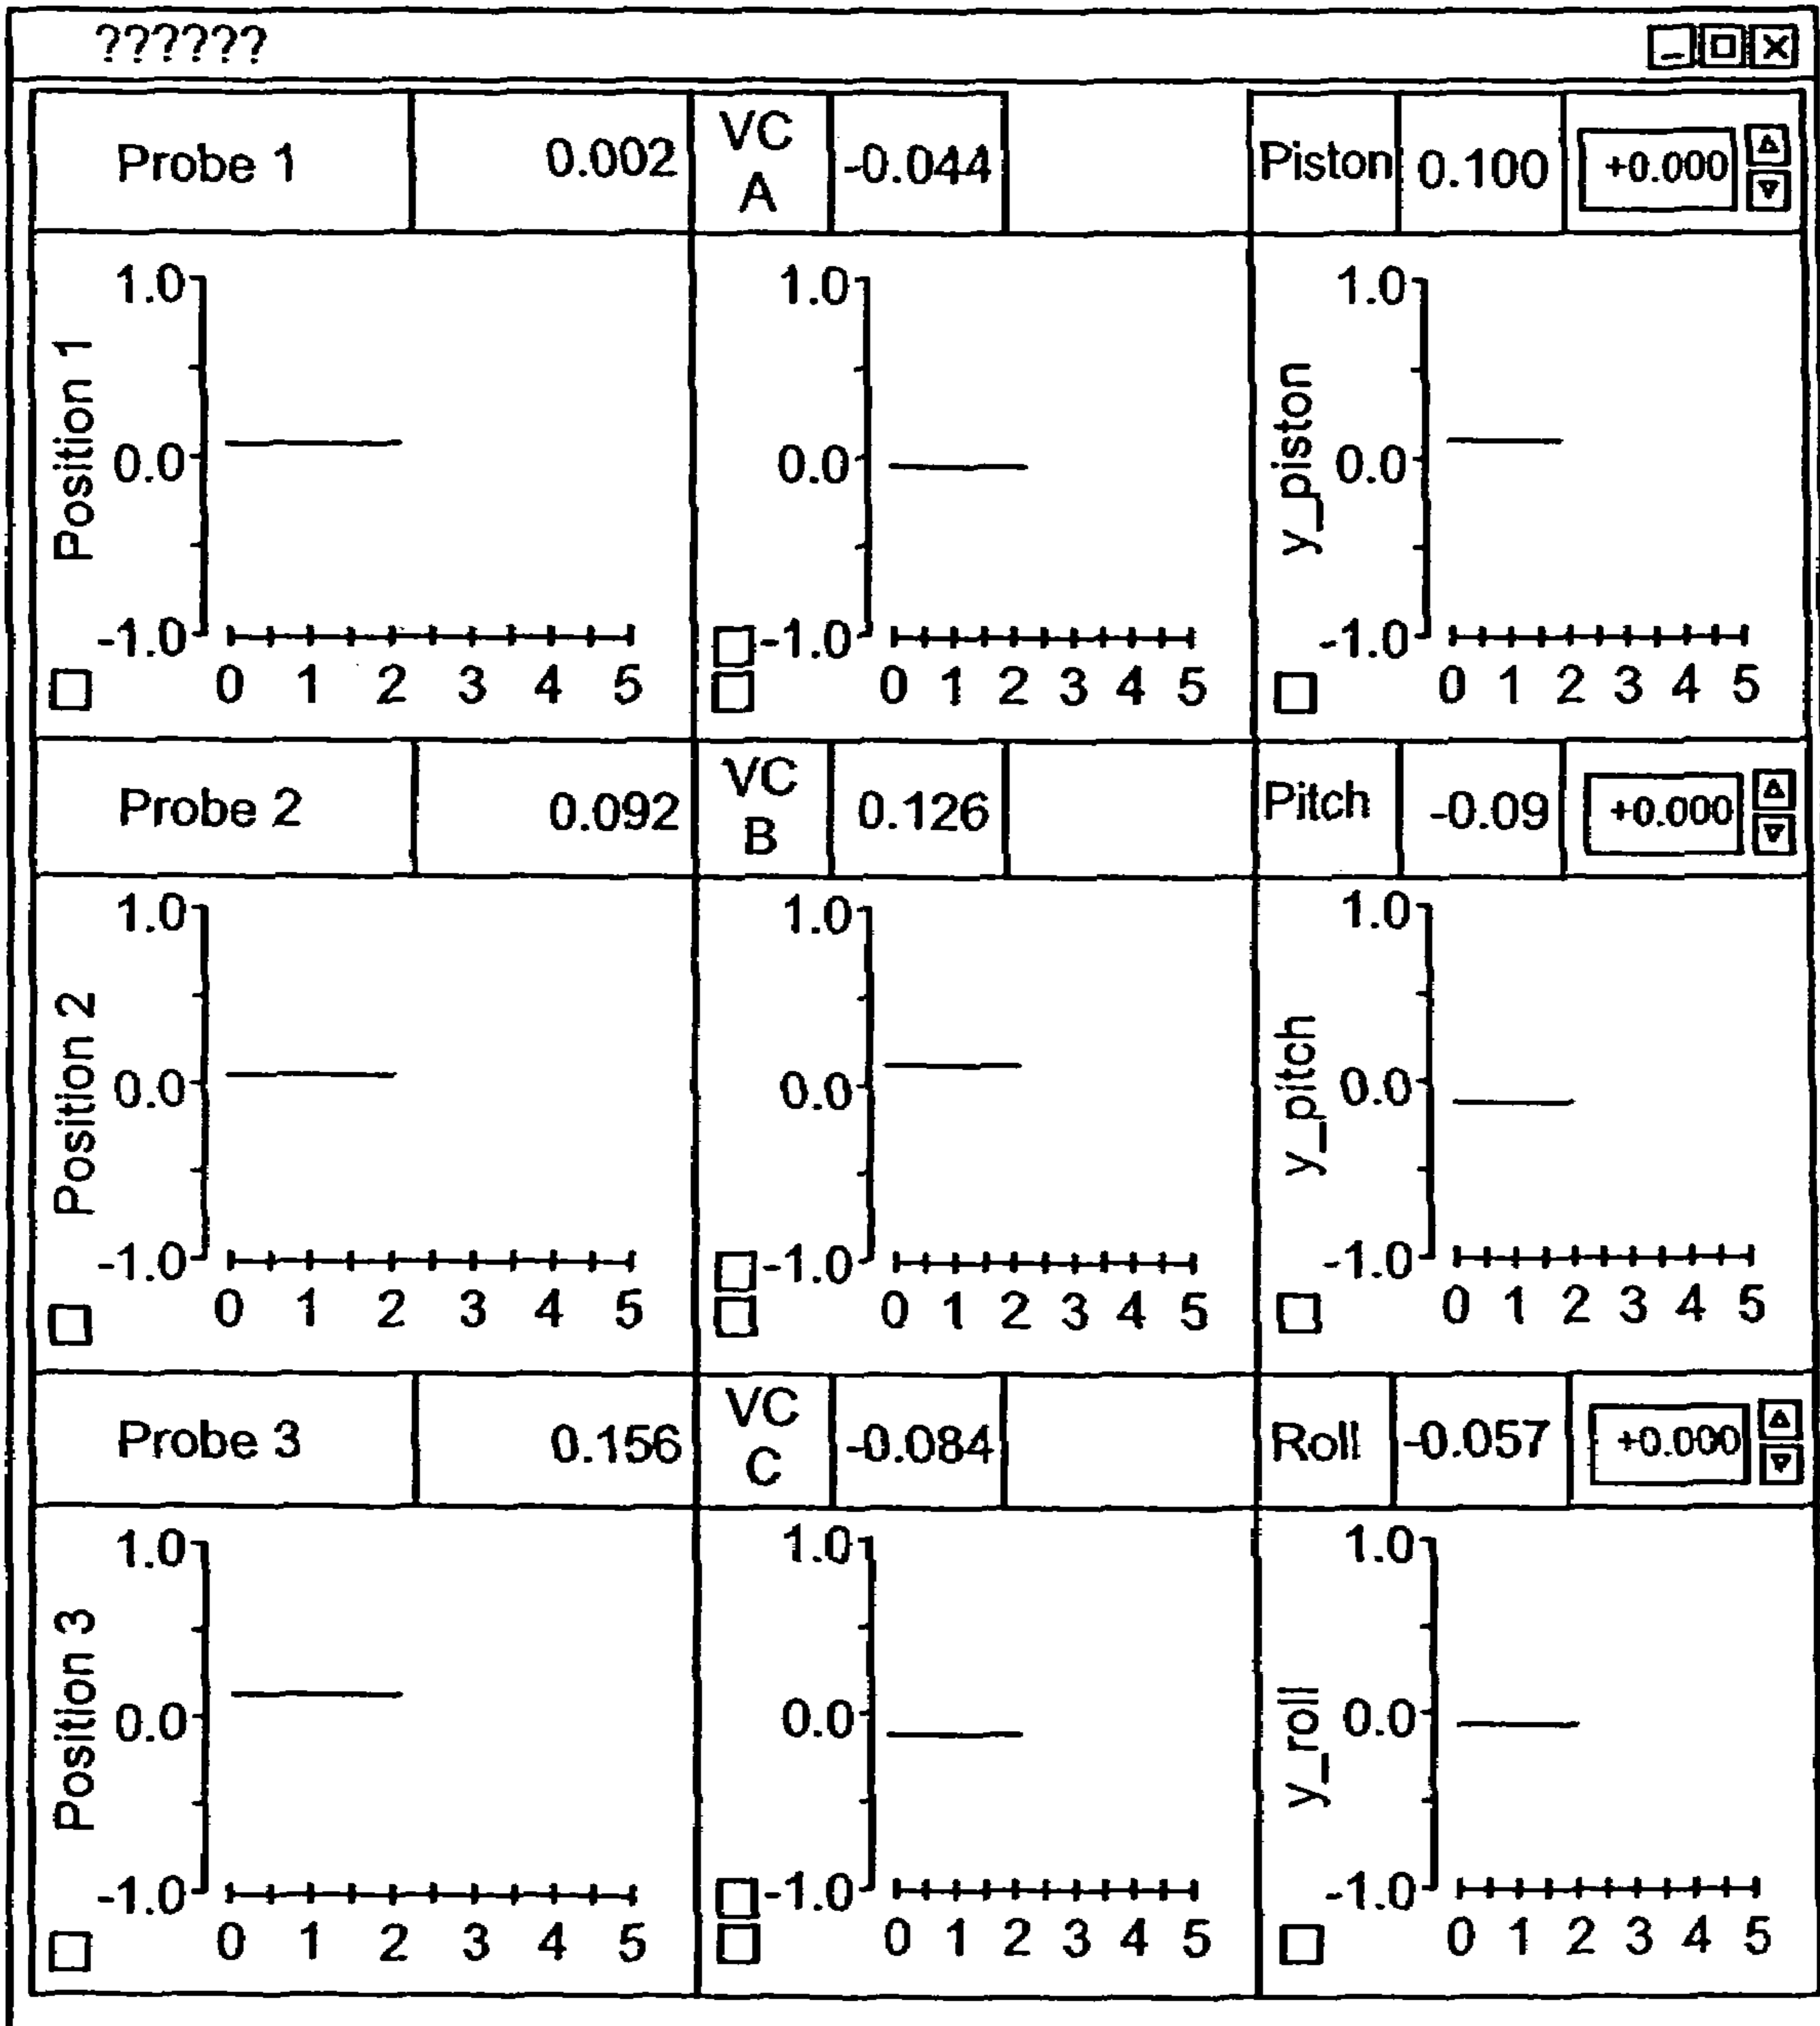 ??????
Probe 1 0.002 VC A -0.044 Piston 0.100 +0.000
Position 1 1.0 0.0 -1.0 0 1 2 3 4 5
1.0 0.0 -1.0 0 1 2 3 4 5
y_piston 1.0 0.0 -1.0 0 1 2 3 4 5
Probe 2 0.092 VC B 0.126 Pitch -0.09 +0.000
Position 2 1.0 0.0 -1.0 0 1 2 3 4 5
1.0 0.0 -1.0 0 1 2 3 4 5
y_pitch 1.0 0.0 -1.0 0 1 2 3 4 5
Probe 3 0.156 VC C -0.084 Roll -0.057 +0.000
Position 3 1.0 0.0 -1.0 0 1 2 3 4 5
1.0 0.0 -1.0 0 1 2 3 4 5
y_roll 1.0 0.0 -1.0 0 1 2 3 4 5